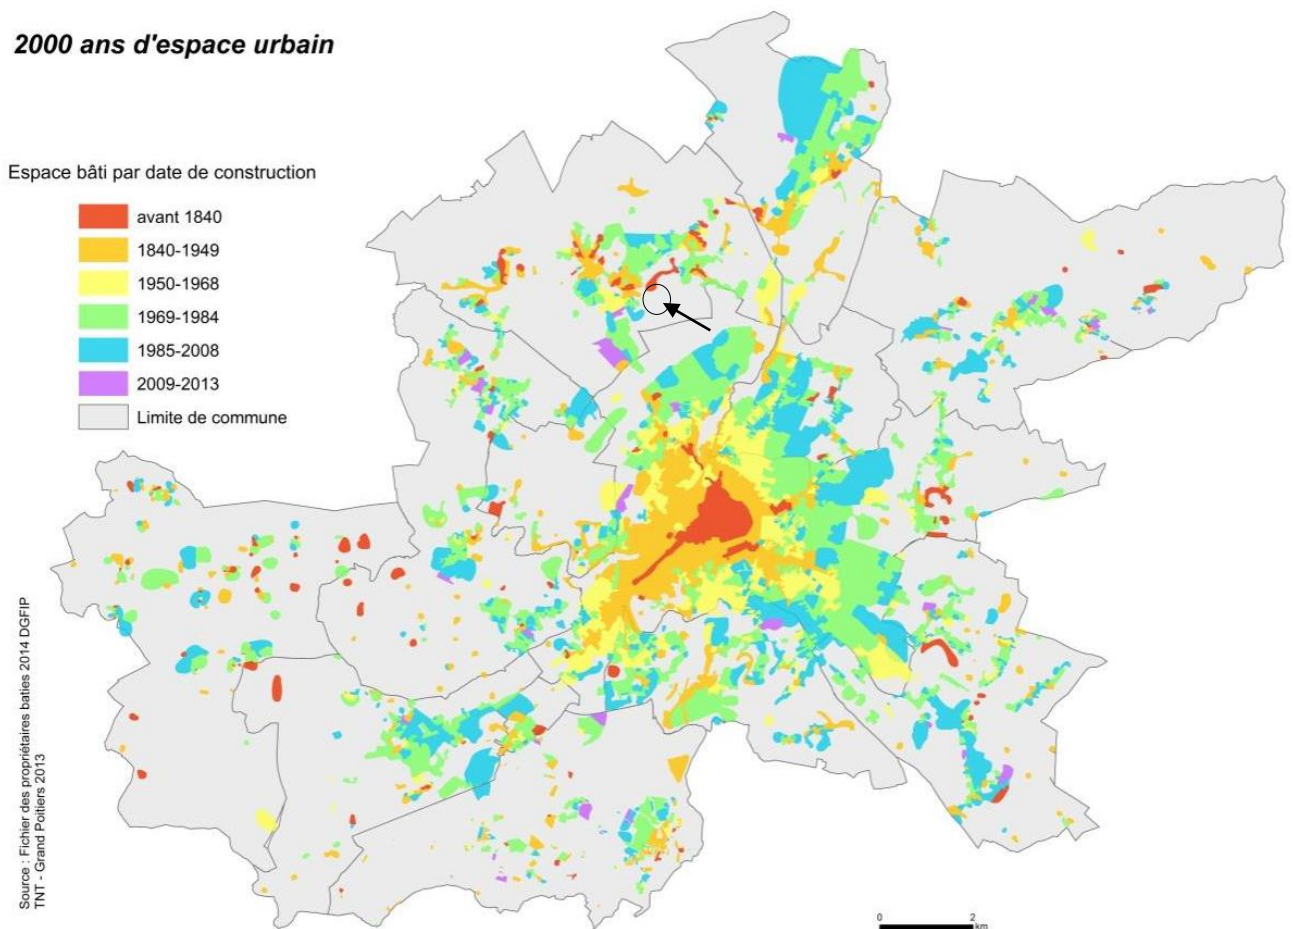 2000 ans d'espace urbain
Espace bâti par date de construction
avant 1840
1840-1949
1950-1968
1969-1984
1985-2008
2009-2013
Limite de commune
Source : Fichier des propriétaires baties 2014 DGFIP
TNT - Grand Poitiers 2013
0 2
km